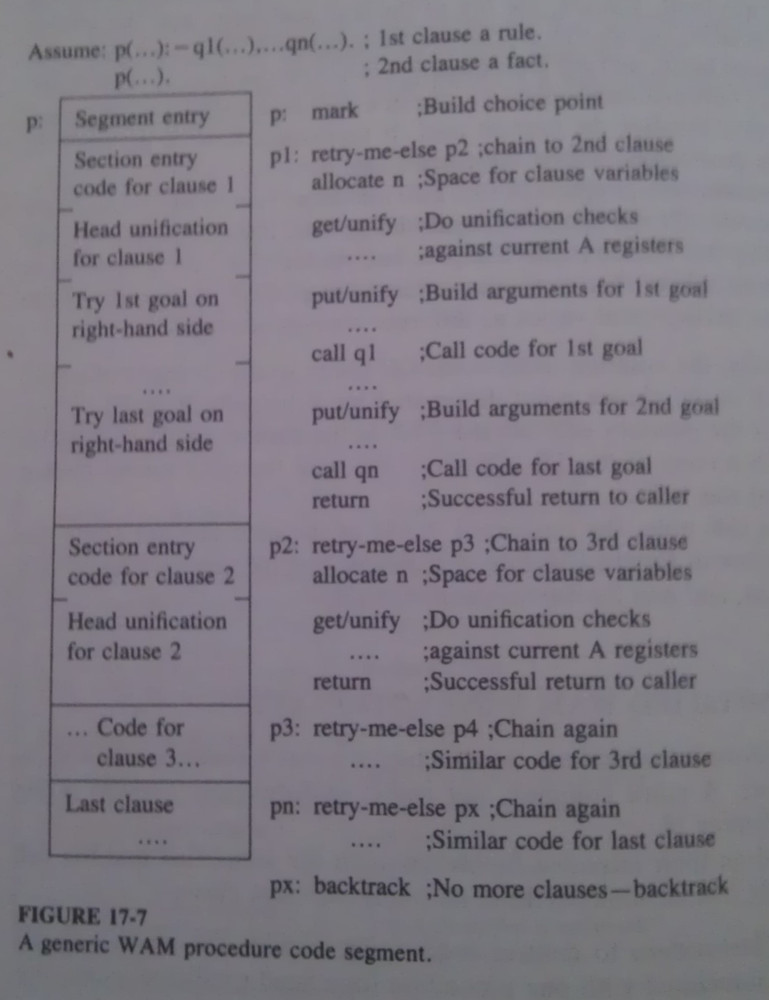 Assume: p(...):-q1(...),...qn(...). ; 1st clause a rule.
p(...). ; 2nd clause a fact.
p: Segment entry p: mark ;Build choice point
Section entry p1: retry-me-else p2 ;chain to 2nd clause
code for clause 1 allocate n ;Space for clause variables
Head unification get/unify ;Do unification checks
for clause 1 .... ;against current A registers
Try 1st goal on put/unify ;Build arguments for 1st goal
right-hand side ....
call q1 ;Call code for 1st goal
.... ....
Try last goal on put/unify ;Build arguments for 2nd goal
right-hand side ....
call qn ;Call code for last goal
return ;Successful return to caller
Section entry p2: retry-me-else p3 ;Chain to 3rd clause
code for clause 2 allocate n ;Space for clause variables
Head unification get/unify ;Do unification checks
for clause 2 .... ;against current A registers
return ;Successful return to caller
... Code for p3: retry-me-else p4 ;Chain again
clause 3... .... ;Similar code for 3rd clause
Last clause pn: retry-me-else px ;Chain again
.... .... ;Similar code for last clause
px: backtrack ;No more clauses—backtrack
FIGURE 17-7
A generic WAM procedure code segment.